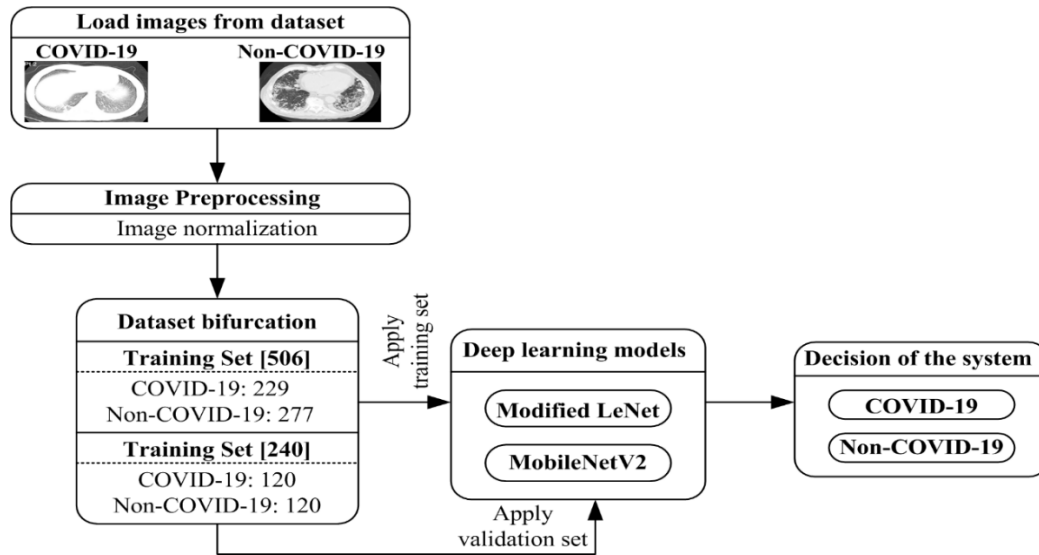 Load images from dataset
COVID-19
Non-COVID-19
Image Preprocessing
Image normalization
Dataset bifurcation
Training Set [506]
COVID-19: 229
Non-COVID-19: 277
Training Set [240]
COVID-19: 120
Non-COVID-19: 120
Apply
training set
Apply
validation set
Deep learning models
Modified LeNet
MobileNetV2
Decision of the system
COVID-19
Non-COVID-19